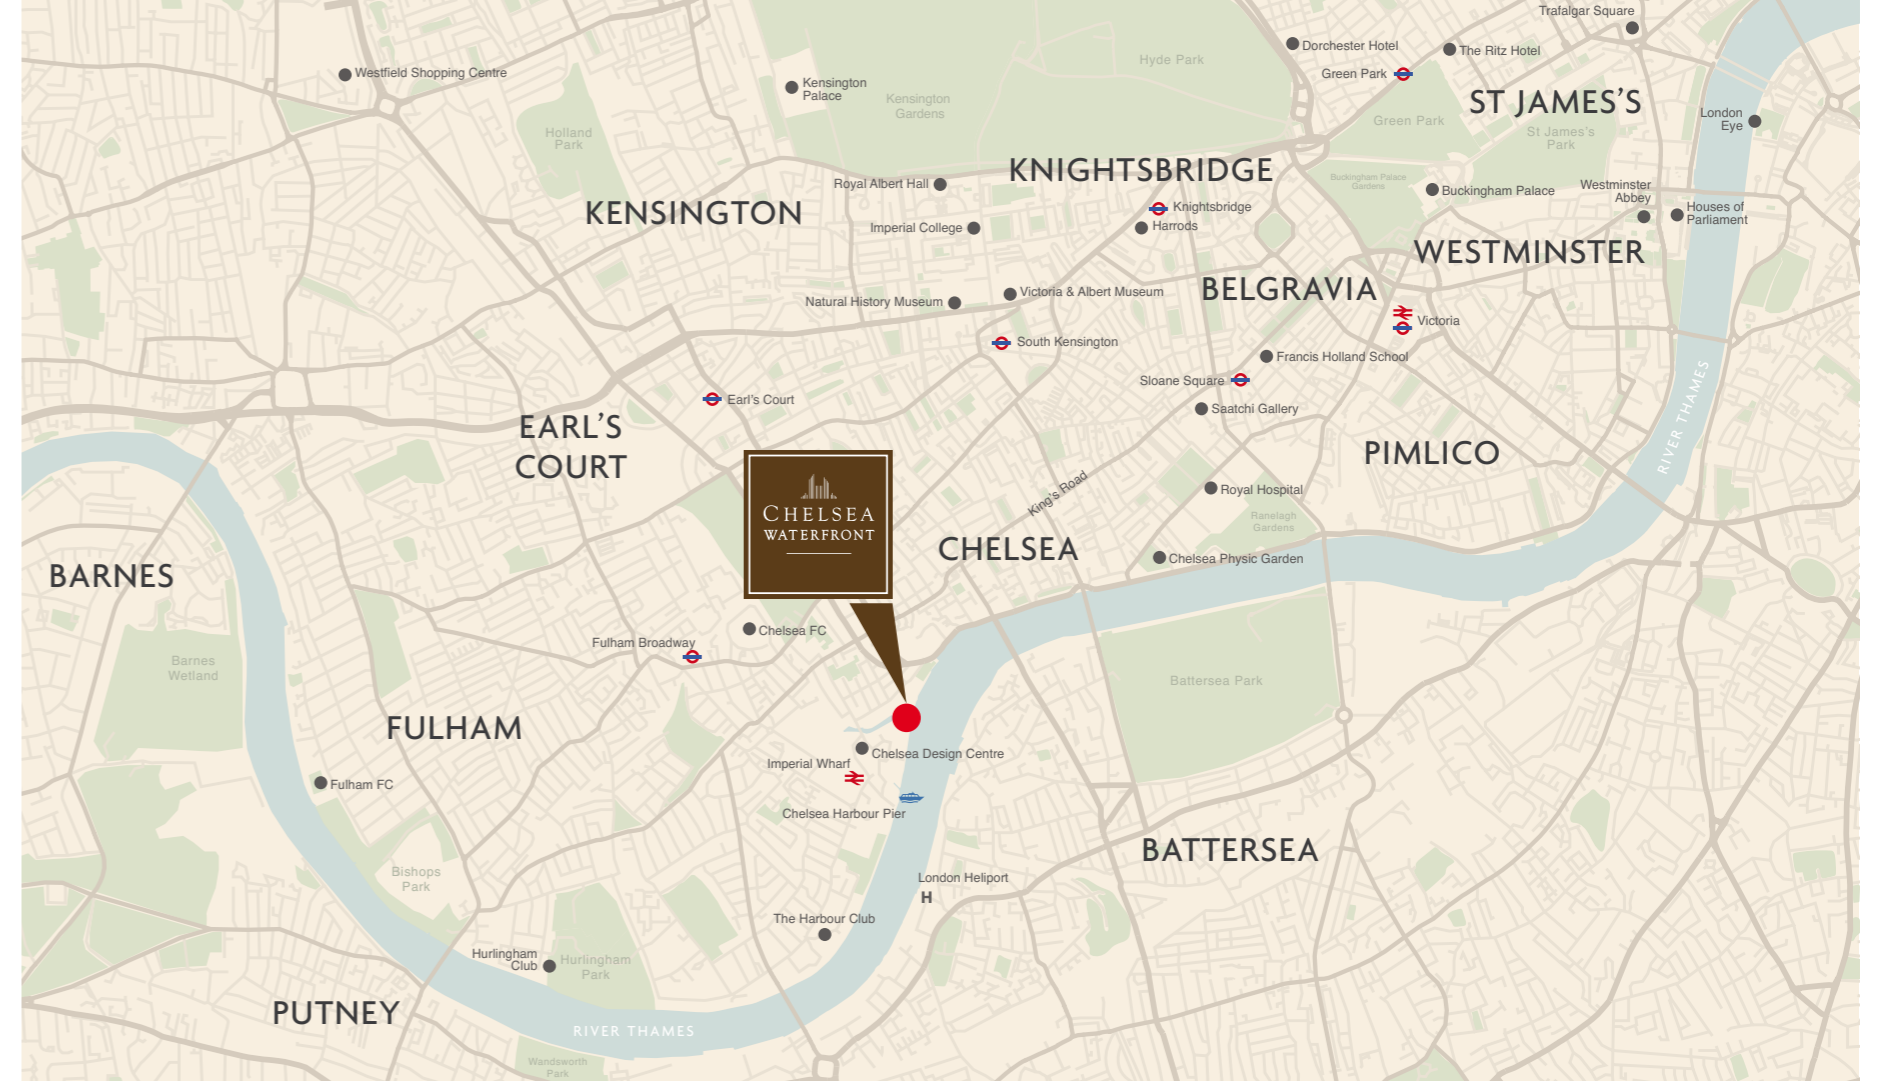 Trafalgar Square
Dorchester Hotel
The Ritz Hotel
Hyde Park
Westfield Shopping Centre
Green Park
Kensington
Palace
Kensington
Gardens
ST JAMES'S
London
Eye
Green Park
Holland
Park
St James's
Park
KNIGHTSBRIDGE
Royal Albert Hall
Buckingham Palace
Gardens
Buckingham Palace
Westminster
Abbey
Houses of
Parliament
KENSINGTON
Knightsbridge
Imperial College
Harrods
WESTMINSTER
BELGRAVIA
Natural History Museum
Victoria & Albert Museum
Victoria
South Kensington
Francis Holland School
Sloane Square
Earl's Court
Saatchi Gallery
RIVER THAMES
EARL'S
COURT
PIMLICO
King's Road
Royal Hospital
CHELSEA
WATERFRONT
Ranelagh
Gardens
CHELSEA
Chelsea Physic Garden
BARNES
Chelsea FC
Fulham Broadway
Barnes
Wetland
Battersea Park
FULHAM
Chelsea Design Centre
Imperial Wharf
Fulham FC
Chelsea Harbour Pier
BATTERSEA
Bishops
Park
London Heliport
H
The Harbour Club
Hurlingham
Club
Hurlingham
Park
PUTNEY
RIVER THAMES
Wandsworth
Park